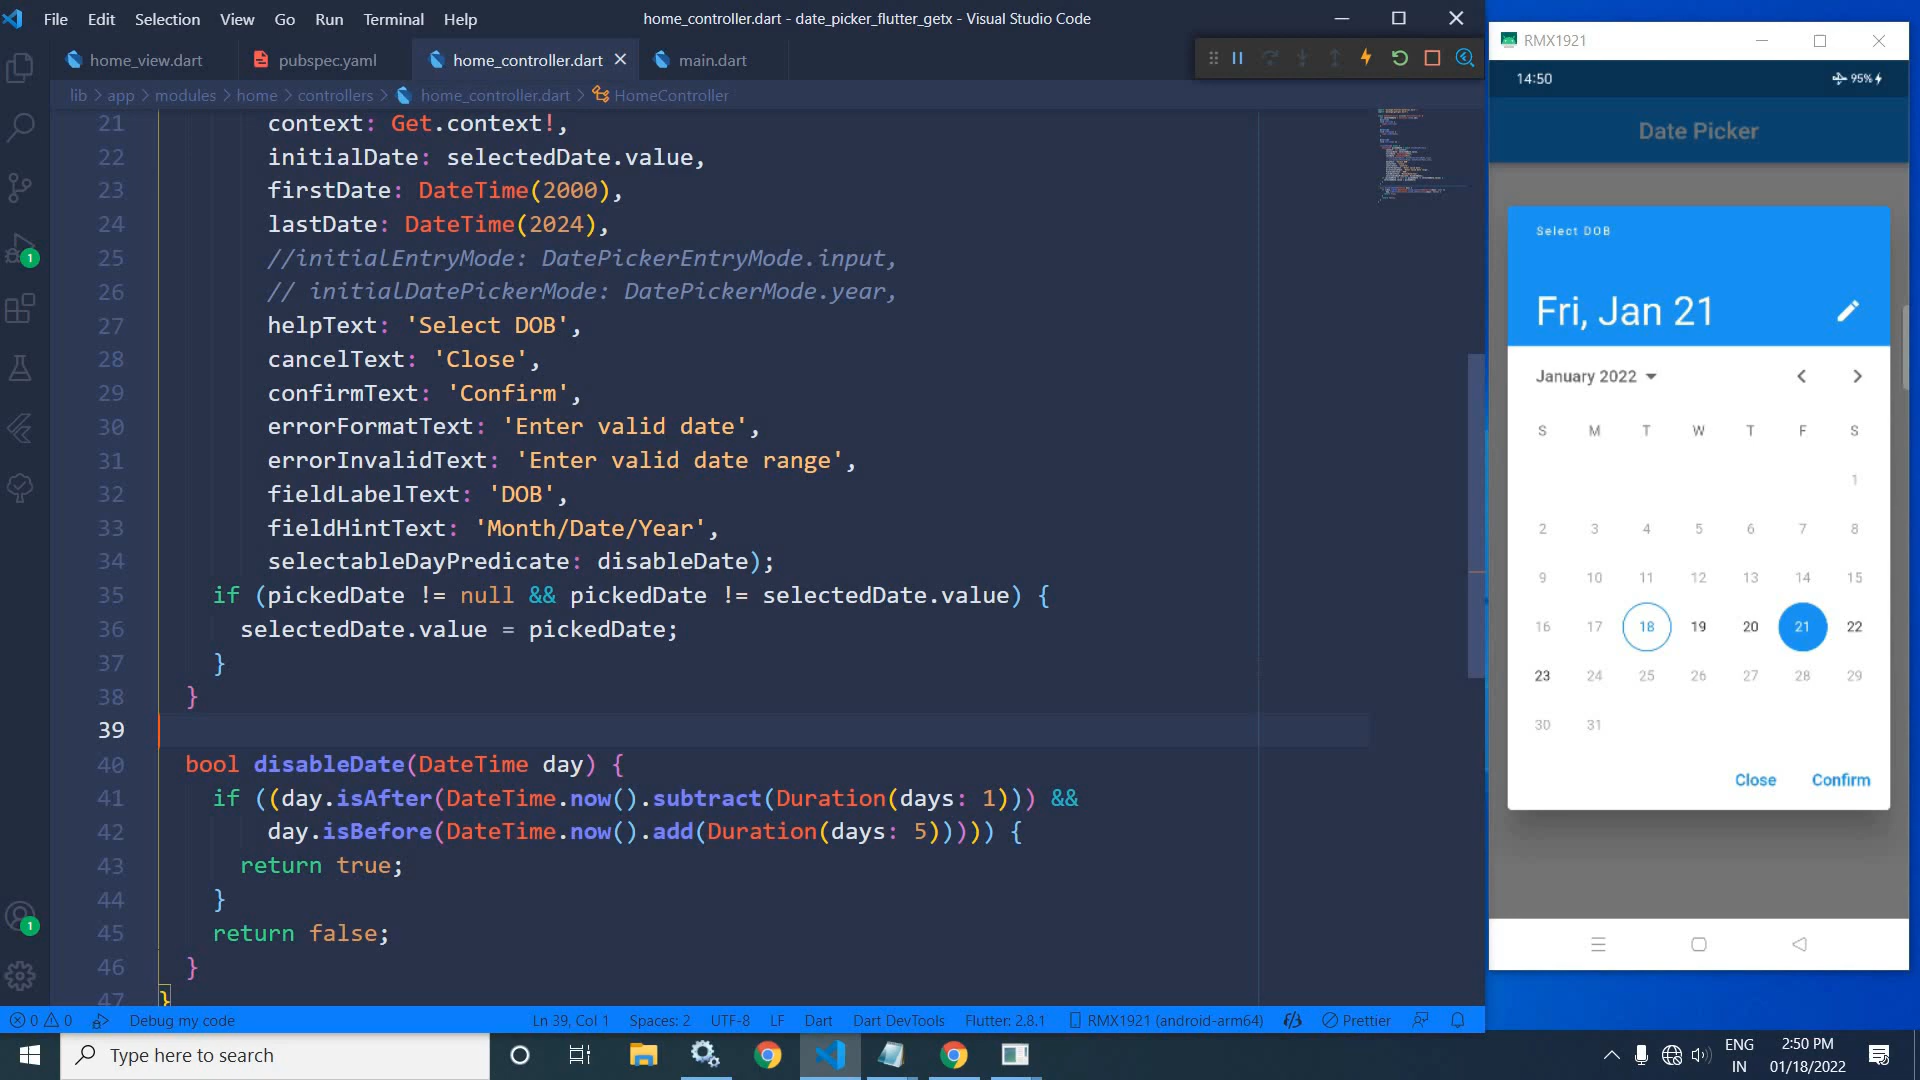 File Edit Selection View Go Run Terminal Help
home_controller.dart - date_picker_flutter_getx - Visual Studio Code
home_view.dart
pubspec.yaml
home_controller.dart
main.dart
lib > app > modules > home > controllers > home_controller.dart > HomeController
21 context: Get.context!,
22 initialDate: selectedDate.value,
23 firstDate: DateTime(2000),
24 lastDate: DateTime(2024),
25 //initialEntryMode: DatePickerEntryMode.input,
26 // initialDatePickerMode: DatePickerMode.year,
27 helpText: 'Select DOB',
28 cancelText: 'Close',
29 confirmText: 'Confirm',
30 errorFormatText: 'Enter valid date',
31 errorInvalidText: 'Enter valid date range',
32 fieldLabelText: 'DOB',
33 fieldHintText: 'Month/Date/Year',
34 selectableDayPredicate: disableDate);
35 if (pickedDate != null && pickedDate != selectedDate.value) {
36 selectedDate.value = pickedDate;
37 }
38 }
39
40 bool disableDate(DateTime day) {
41 if ((day.isAfter(DateTime.now().subtract(Duration(days: 1))) &&
42 day.isBefore(DateTime.now().add(Duration(days: 5))))) {
43 return true;
44 }
45 return false;
46 }
47 }
1
1
0 0 Debug my code Ln 39, Col 1 Spaces: 2 UTF-8 LF Dart Dart DevTools Flutter: 2.8.1 RMX1921 (android-arm64) Prettier
RMX1921
14:50 95%
Date Picker
Select DOB
Fri, Jan 21
January 2022
S M T W T F S
1
2 3 4 5 6 7 8
9 10 11 12 13 14 15
16 17 18 19 20 21 22
23 24 25 26 27 28 29
30 31
Close Confirm
Type here to search
ENG
IN
2:50 PM
01/18/2022